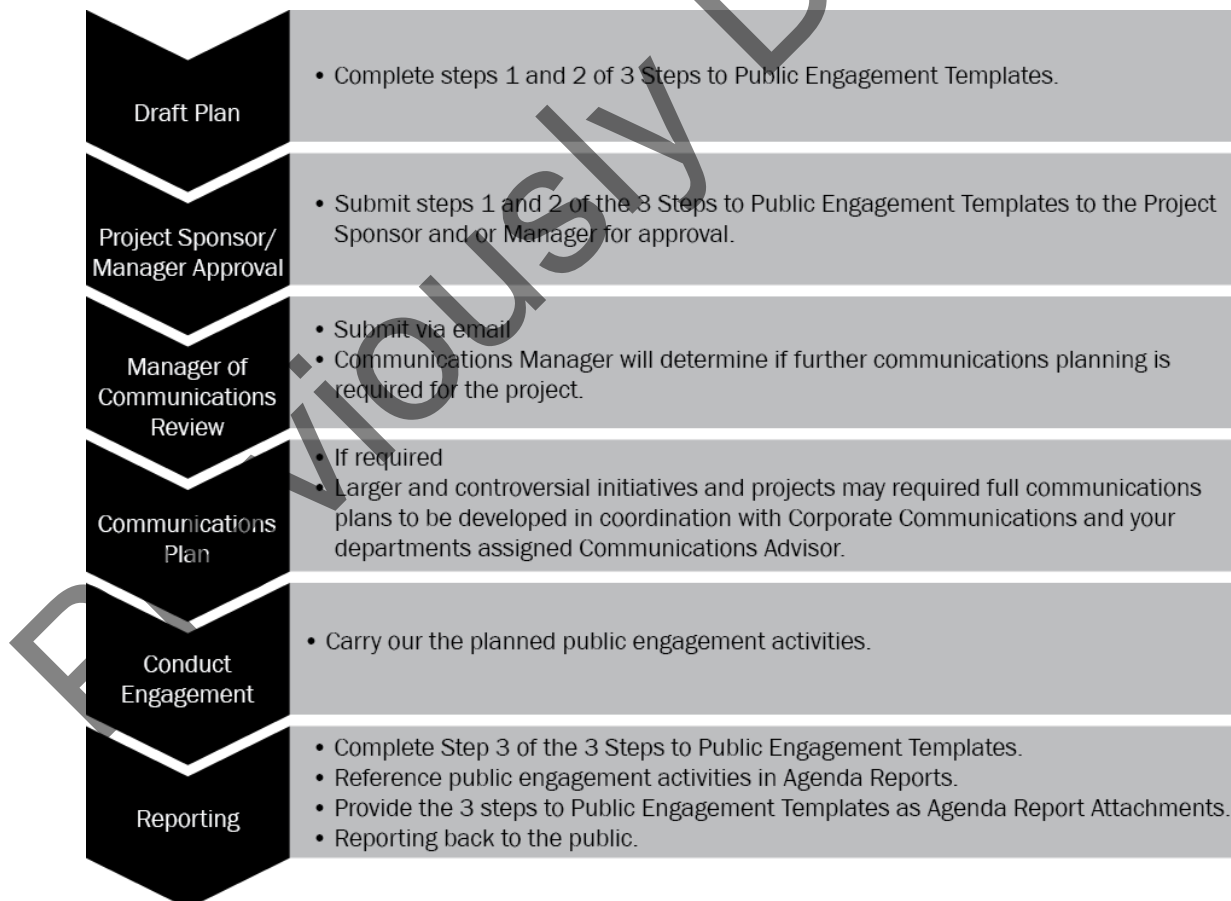 Draft Plan
• Complete steps 1 and 2 of 3 Steps to Public Engagement Templates.
Project Sponsor/
Manager Approval
• Submit steps 1 and 2 of the 3 Steps to Public Engagement Templates to the Project
Sponsor and or Manager for approval.
Manager of
Communications
Review
• Submit via email
• Communications Manager will determine if further communications planning is
required for the project.
Communications
Plan
• If required
• Larger and controversial initiatives and projects may required full communications
plans to be developed in coordination with Corporate Communications and your
departments assigned Communications Advisor.
Conduct
Engagement
• Carry our the planned public engagement activities.
Reporting
• Complete Step 3 of the 3 Steps to Public Engagement Templates.
• Reference public engagement activities in Agenda Reports.
• Provide the 3 steps to Public Engagement Templates as Agenda Report Attachments.
• Reporting back to the public.